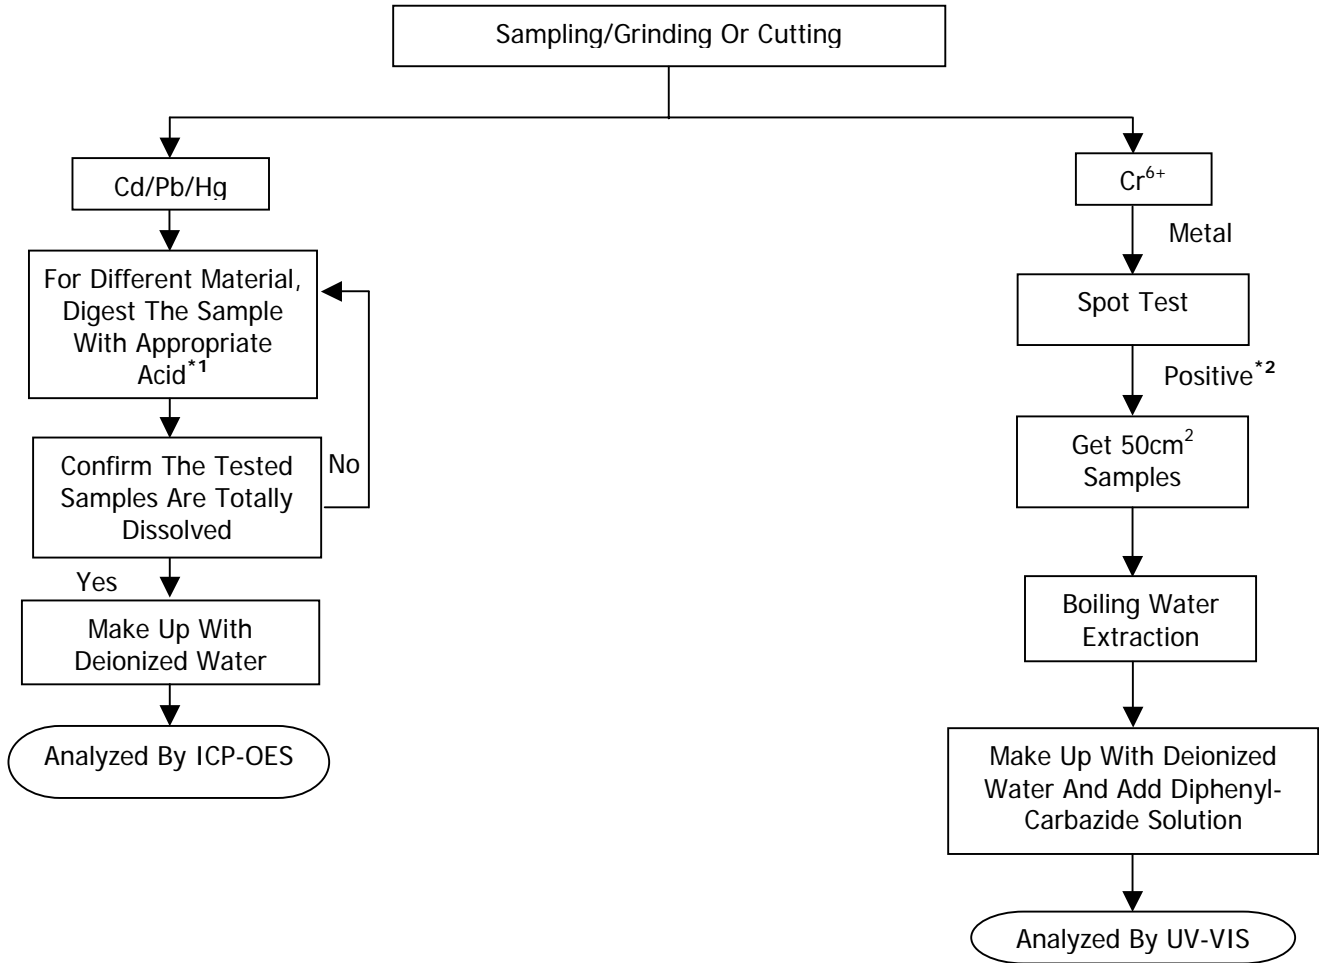 Sampling/Grinding Or Cutting
Cd/Pb/Hg
For Different Material,
Digest The Sample
With Appropriate
Acid*1
Confirm The Tested
Samples Are Totally
Dissolved
No
Yes
Make Up With
Deionized Water
Analyzed By ICP-OES
Cr6+
Metal
Spot Test
Positive*2
Get 50cm2
Samples
Boiling Water
Extraction
Make Up With Deionized
Water And Add Diphenyl-
Carbazide Solution
Analyzed By UV-VIS